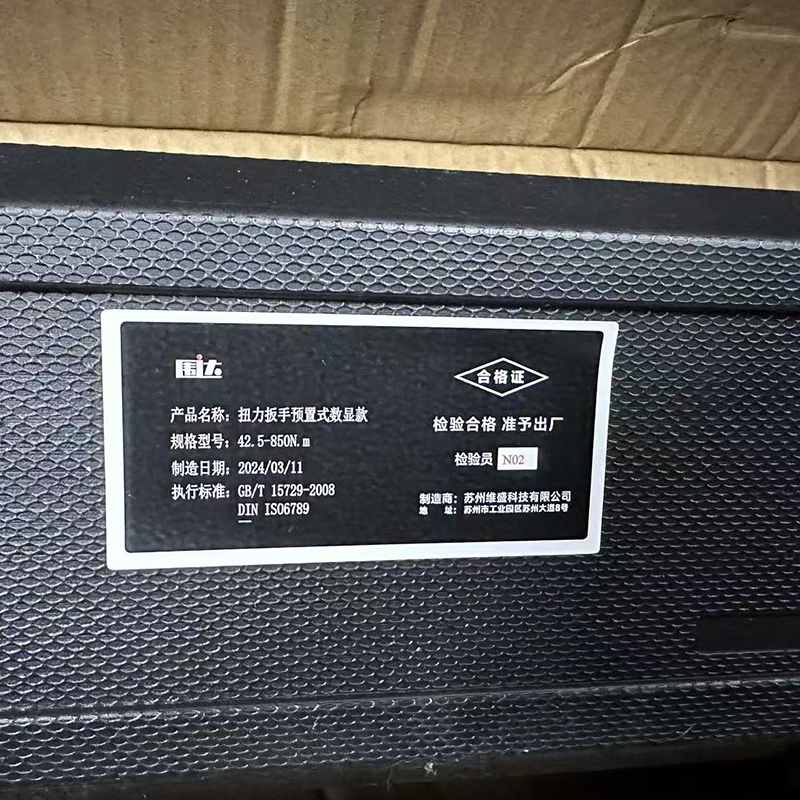 围达
产品名称：扭力扳手预置式数显款
规格型号：42.5-850N.m
制造日期：2024/03/11
执行标准：GB/T 15729-2008
DIN ISO6789
合格证
检验合格 准予出厂
检验员 N02
制造商：苏州维盛科技有限公司
地 址：苏州市工业园区苏州大道8号